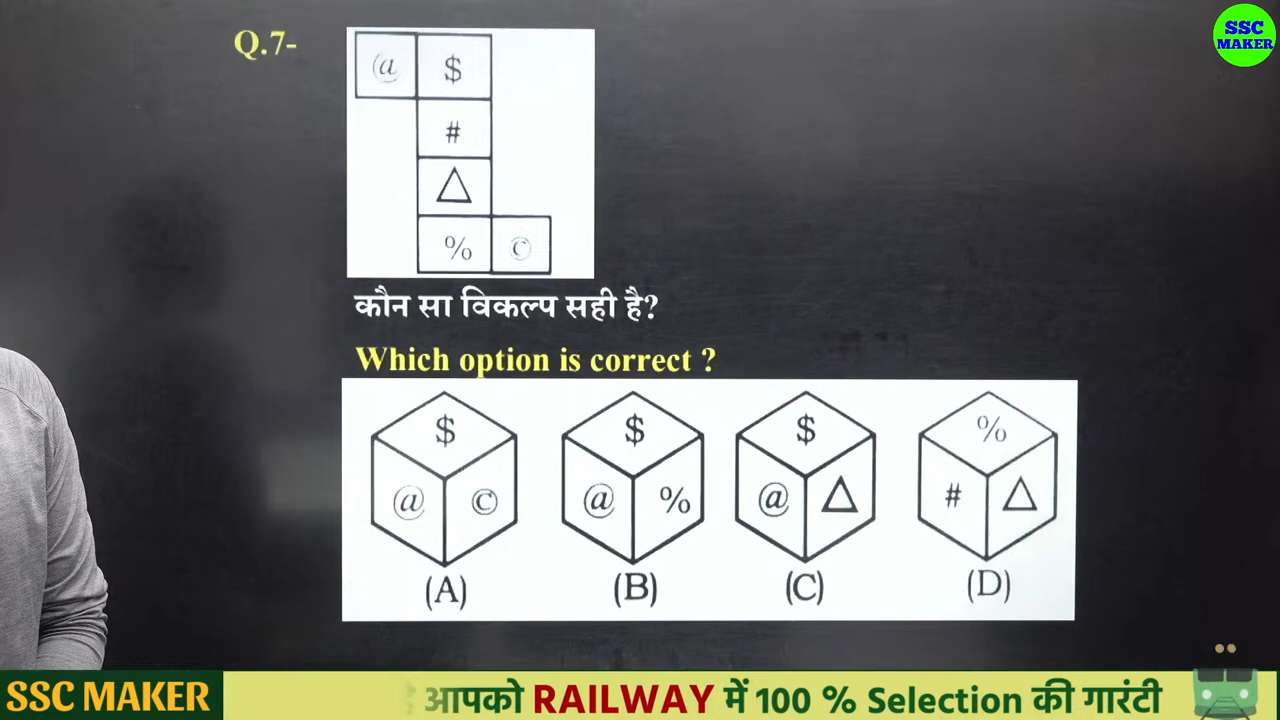 Q.7-
SSC
MAKER
@ $
#
△
% ©
कौन सा विकल्प सही है?
Which option is correct ?
$ $ $ %
@ © @ % @ △ # △
(A) (B) (C) (D)
SSC MAKER
आपको RAILWAY में 100 % Selection की गारंटी